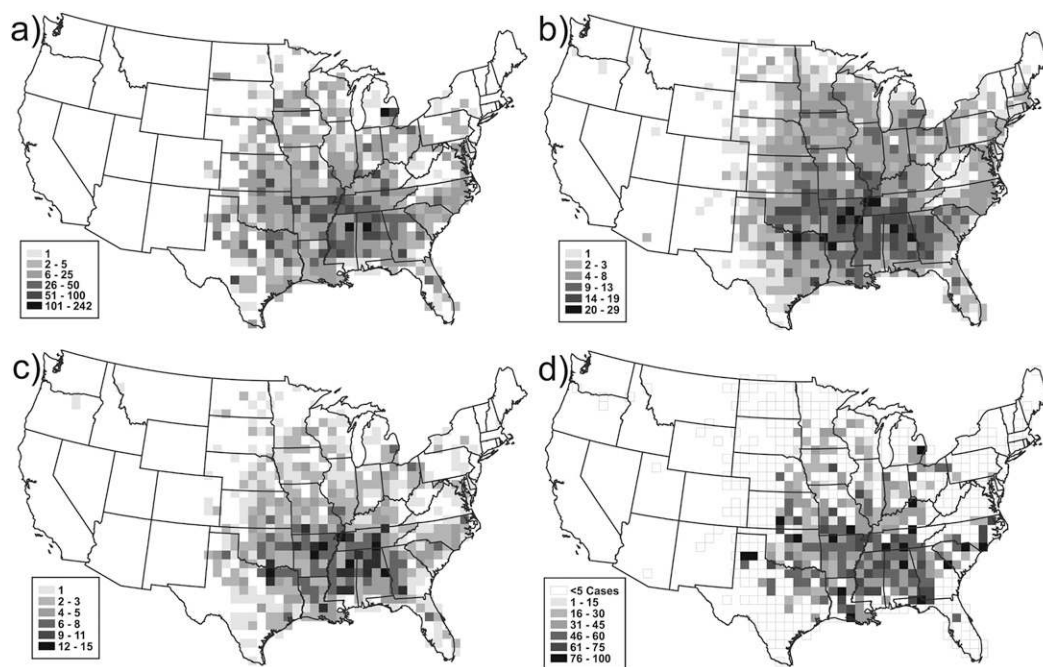 a)
1
2 - 5
6 - 25
26 - 50
51 - 100
101 - 242
b)
1
2 - 3
4 - 8
9 - 13
14 - 19
20 - 29
c)
1
2 - 3
4 - 5
6 - 8
9 - 11
12 - 15
d)
<5 Cases
1 - 15
16 - 30
31 - 45
46 - 60
61 - 75
76 - 100